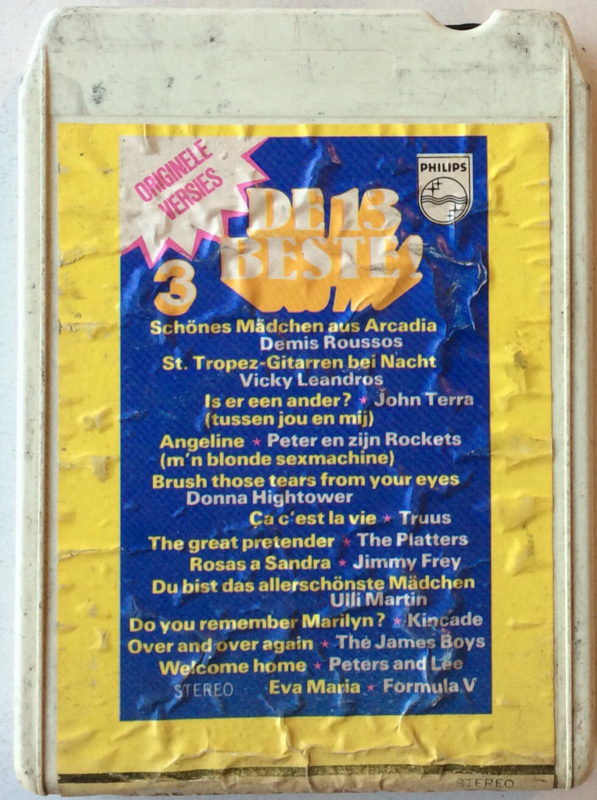 ORIGINELE
VERSIES
PHILIPS
DE 13
BESTE!
3
Schönes Mädchen aus Arcadia
Demis Roussos
St. Tropez-Gitarren bei Nacht
Vicky Leandros
Is er een ander? ★ John Terra
(tussen jou en mij)
Angeline ★ Peter en zijn Rockets
(m'n blonde sexmachine)
Brush those tears from your eyes
Donna Hightower
Ça c'est la vie ★ Truus
The great pretender ★ The Platters
Rosas a Sandra ★ Jimmy Frey
Du bist das allerschönste Mädchen
Ulli Martin
Do you remember Marilyn? ★ Kincade
Over and over again ★ The James Boys
Welcome home ★ Peters and Lee
STEREO Eva Maria ★ Formula V
STEREO